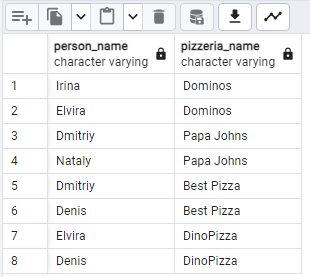 person_name pizzeria_name
character varying character varying
1 Irina Dominos
2 Elvira Dominos
3 Dmitriy Papa Johns
4 Nataly Papa Johns
5 Dmitriy Best Pizza
6 Denis Best Pizza
7 Elvira DinoPizza
8 Denis DinoPizza